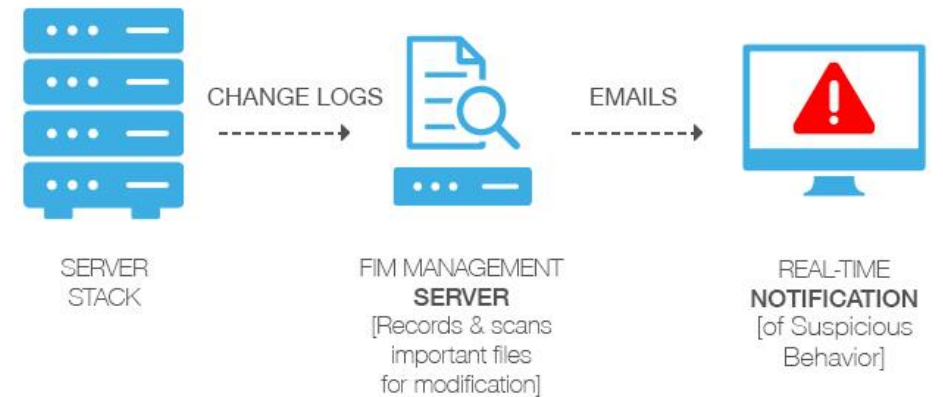 CHANGE LOGS
EMAILS
SERVER
STACK
FIM MANAGEMENT
SERVER
[Records & scans
important files
for modification]
REAL-TIME
NOTIFICATION
[of Suspicious
Behavior]